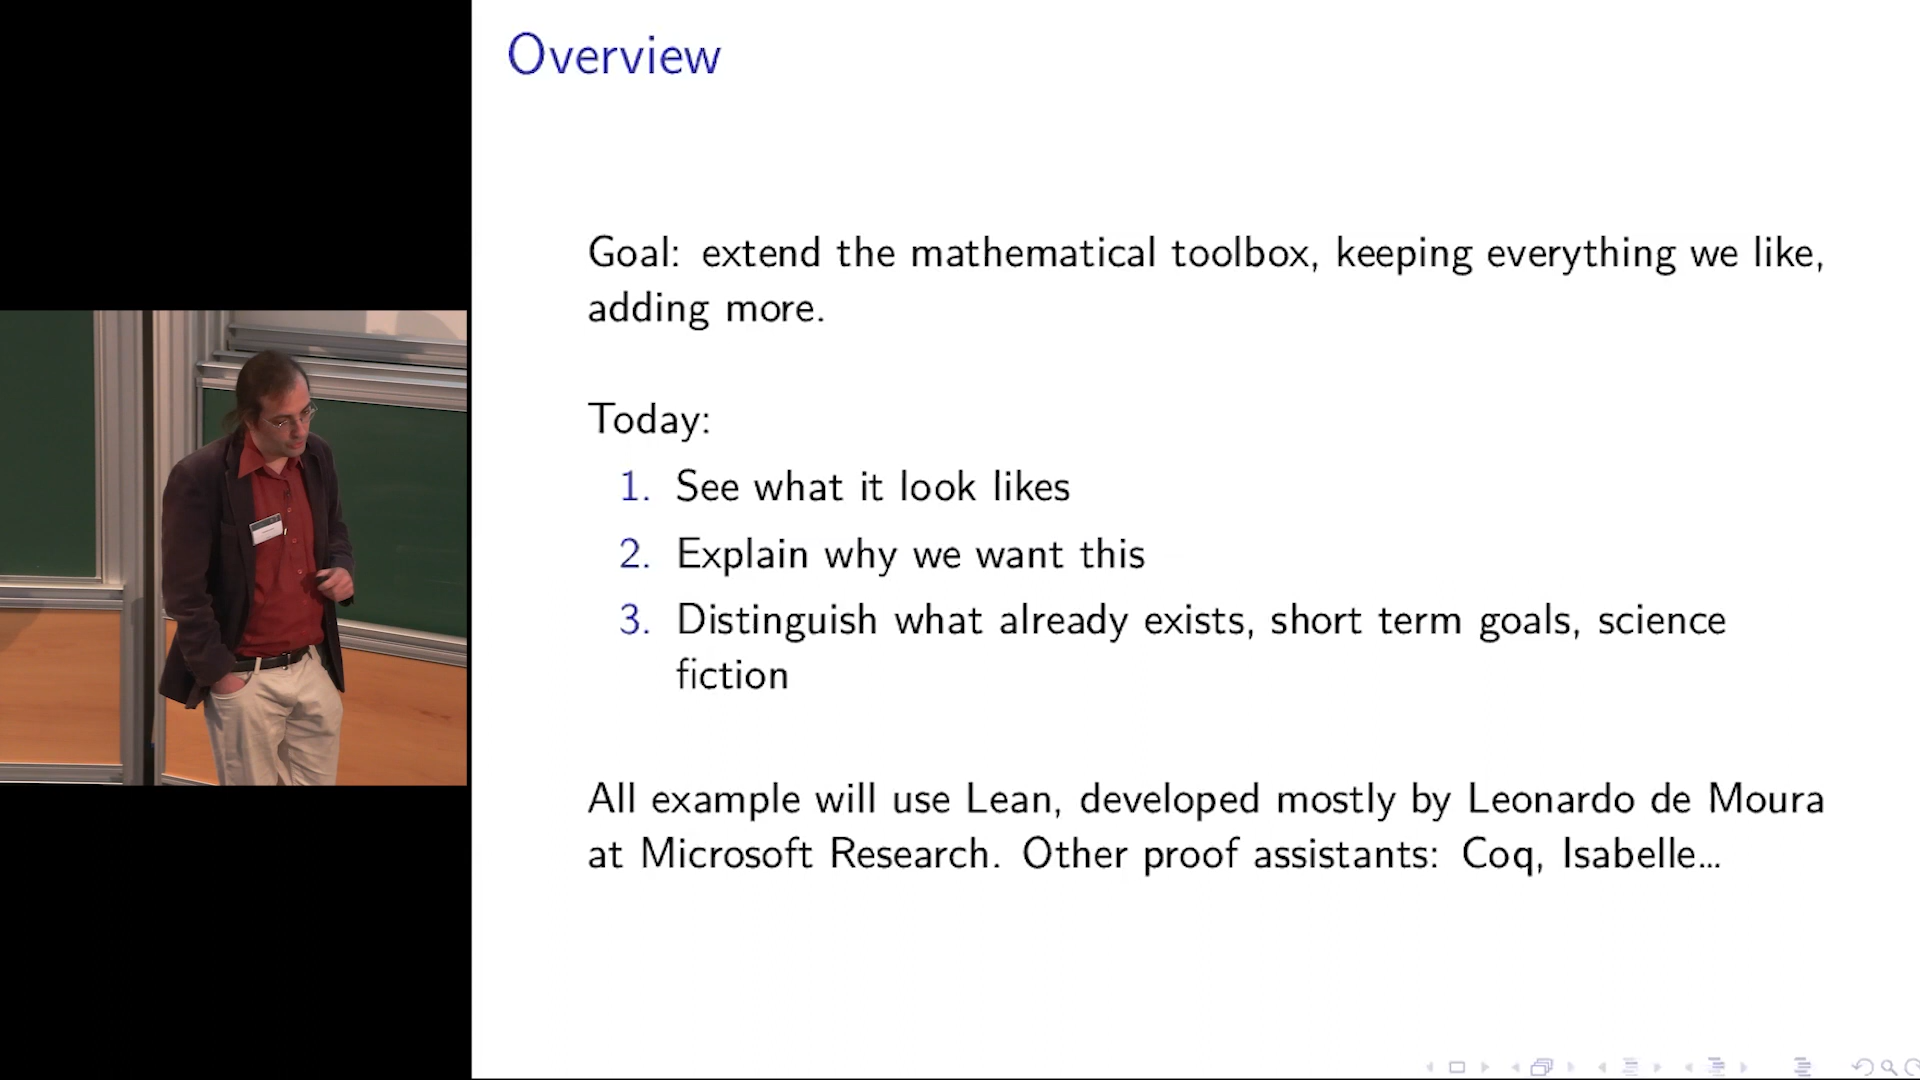 Overview
Goal: extend the mathematical toolbox, keeping everything we like,
adding more.
Today:
1. See what it look likes
2. Explain why we want this
3. Distinguish what already exists, short term goals, science
fiction
All example will use Lean, developed mostly by Leonardo de Moura
at Microsoft Research. Other proof assistants: Coq, Isabelle...